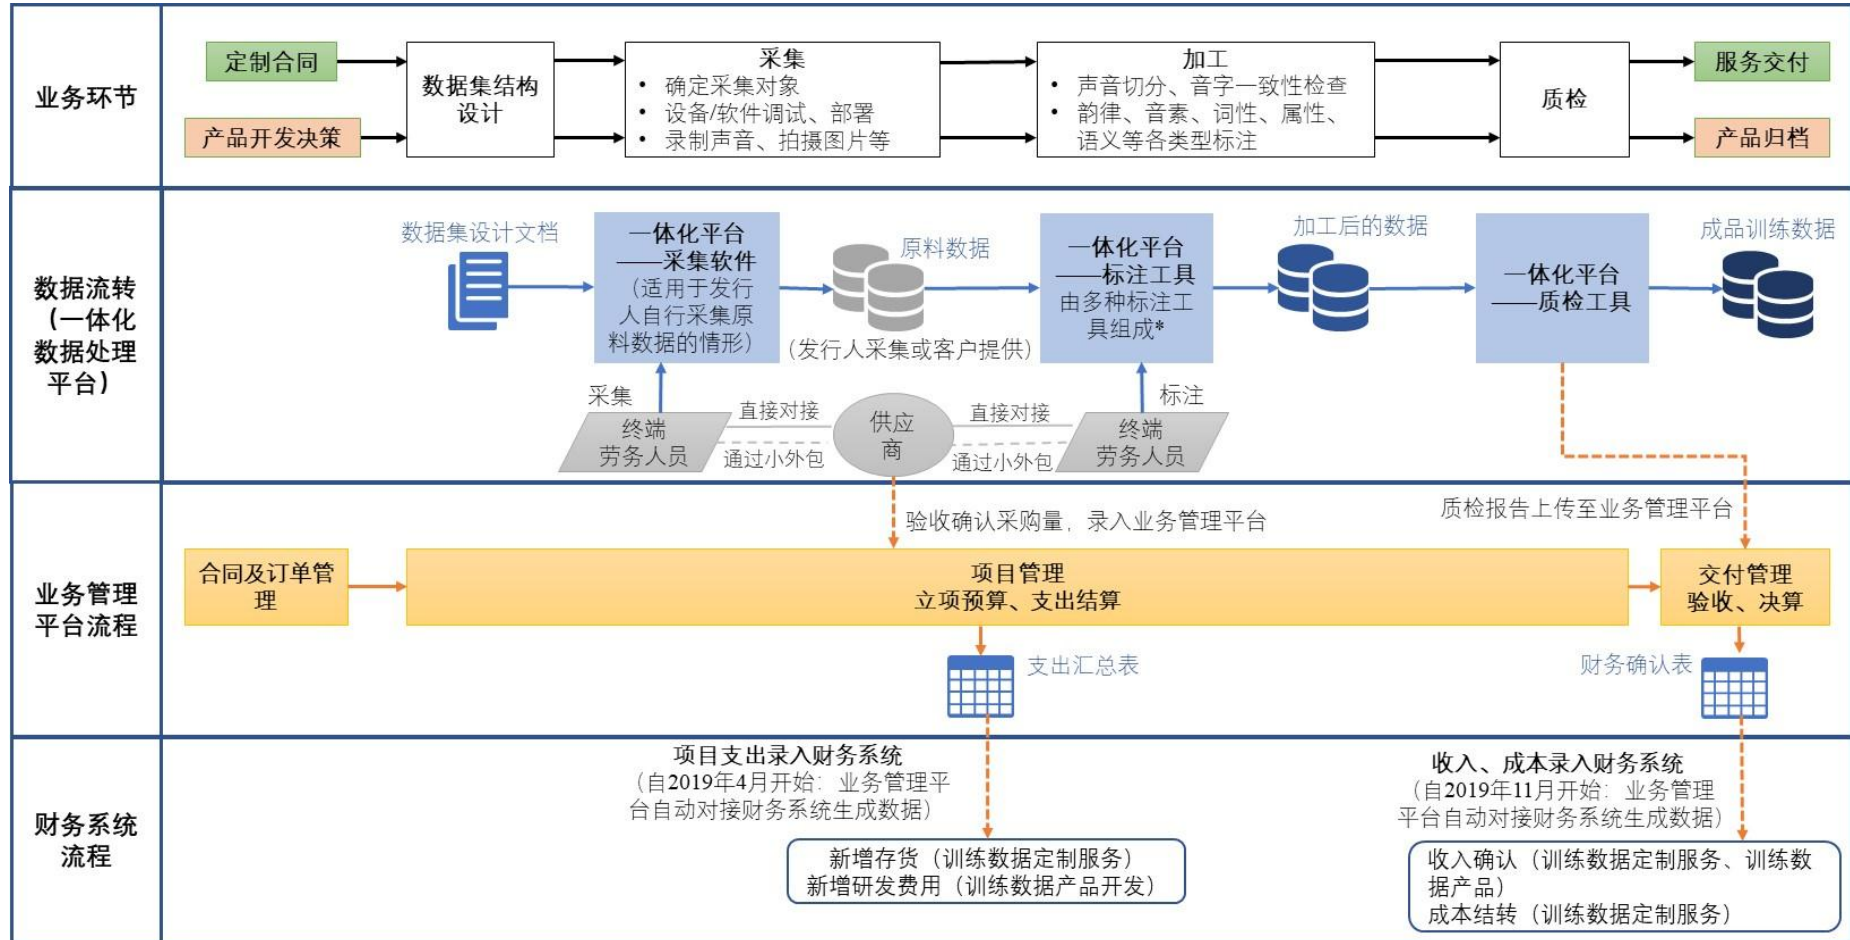 业务环节
定制合同
产品开发决策
数据集结构
设计
采集
• 确定采集对象
• 设备/软件调试、部署
• 录制声音、拍摄图片等
加工
• 声音切分、音字一致性检查
• 韵律、音素、词性、属性、
语义等各类型标注
质检
服务交付
产品归档
数据流转
（一体化
数据处理
平台）
数据集设计文档
一体化平台
——采集软件
（适用于发行
人自行采集原
料数据的情形）
原料数据
（发行人采集或客户提供）
一体化平台
——标注工具
由多种标注工
具组成*
加工后的数据
一体化平台
——质检工具
成品训练数据
采集
终端
劳务人员
直接对接
通过小外包
供应
商
直接对接
通过小外包
标注
终端
劳务人员
业务管理
平台流程
验收确认采购量，录入业务管理平台
质检报告上传至业务管理平台
合同及订单管
理
项目管理
立项预算、支出结算
交付管理
验收、决算
支出汇总表
财务确认表
财务系统
流程
项目支出录入财务系统
（自2019年4月开始：业务管理平
台自动对接财务系统生成数据）
新增存货（训练数据定制服务）
新增研发费用（训练数据产品开发）
收入、成本录入财务系统
（自2019年11月开始：业务管理
平台自动对接财务系统生成数据）
收入确认（训练数据定制服务、训练数
据产品）
成本结转（训练数据定制服务）